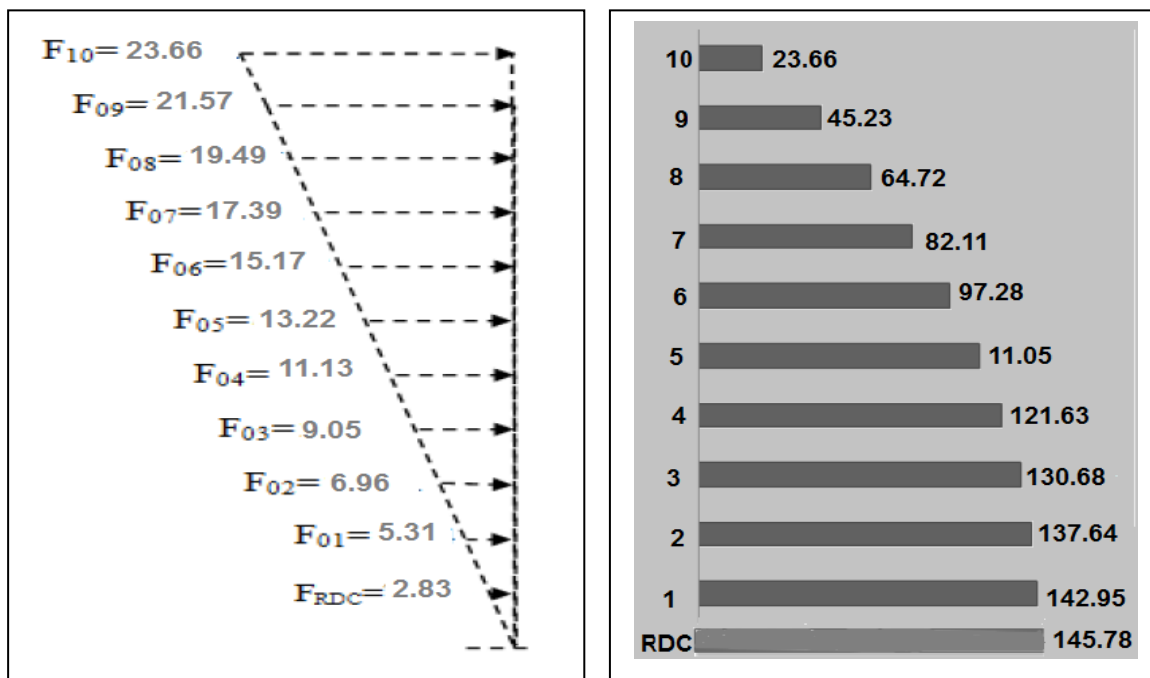 F10= 23.66
F09= 21.57
F08= 19.49
F07= 17.39
F06= 15.17
F05= 13.22
F04= 11.13
F03= 9.05
F02= 6.96
F01= 5.31
FRDC= 2.83
10 23.66
9 45.23
8 64.72
7 82.11
6 97.28
5 11.05
4 121.63
3 130.68
2 137.64
1 142.95
RDC 145.78